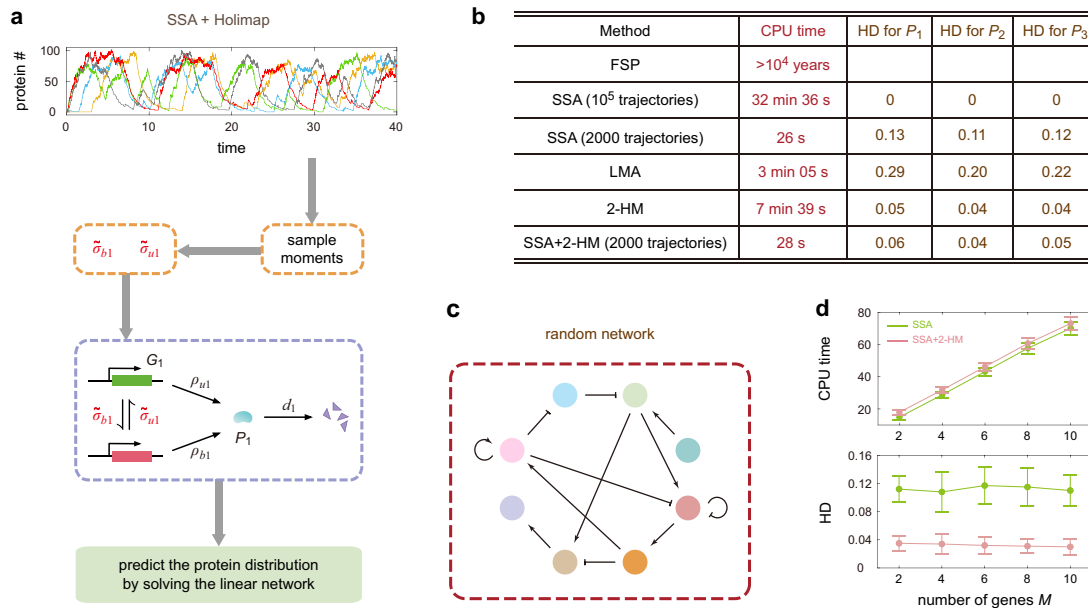 a
SSA + Holimap
protein #
100
50
0
0 10 20 30 40
time
sample
moments
σ̃b1 σ̃u1
G1
ρu1
σ̃b1 σ̃u1
P1
d1
ρb1
predict the protein distribution
by solving the linear network
b
Method CPU time HD for P1 HD for P2 HD for P3
FSP >10⁴ years
SSA (10⁵ trajectories) 32 min 36 s 0 0 0
SSA (2000 trajectories) 26 s 0.13 0.11 0.12
LMA 3 min 05 s 0.29 0.20 0.22
2-HM 7 min 39 s 0.05 0.04 0.04
SSA+2-HM (2000 trajectories) 28 s 0.06 0.04 0.05
c
random network
d
CPU time
80
60
40
20
SSA
SSA+2-HM
2 4 6 8 10
HD
0.16
0.12
0.08
0.04
0
2 4 6 8 10
number of genes M